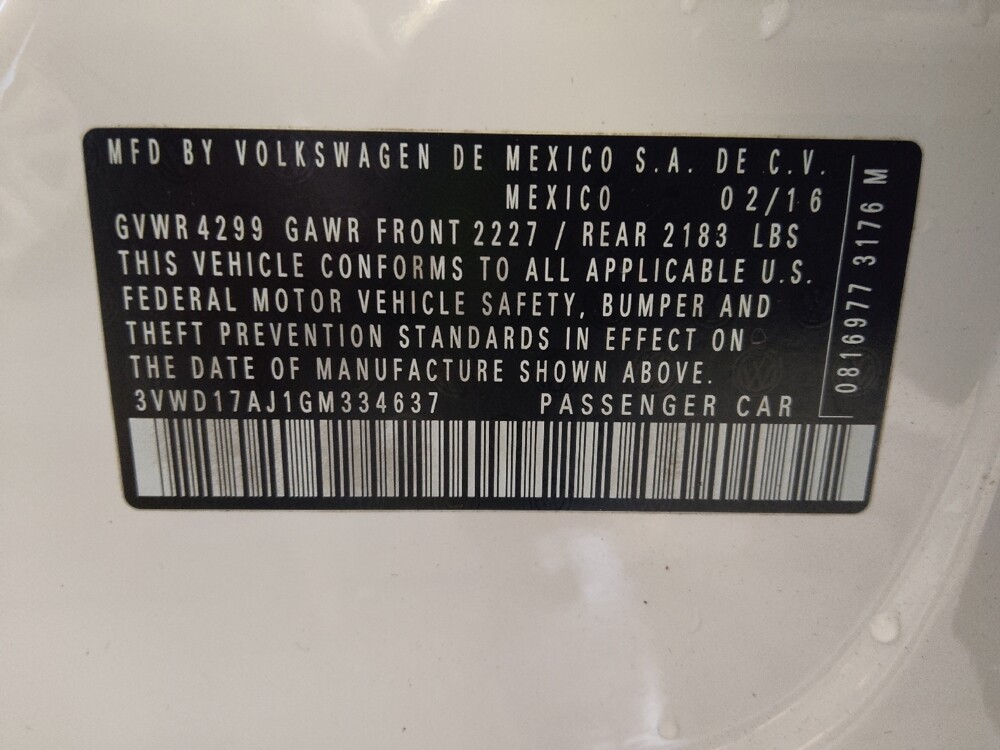 MFD BY VOLKSWAGEN DE MEXICO S.A. DE C.V.
MEXICO 02/16
GVWR 4299 GAWR FRONT 2227 / REAR 2183 LBS
THIS VEHICLE CONFORMS TO ALL APPLICABLE U.S.
FEDERAL MOTOR VEHICLE SAFETY, BUMPER AND
THEFT PREVENTION STANDARDS IN EFFECT ON
THE DATE OF MANUFACTURE SHOWN ABOVE.
3VWD17AJ1GM334637 PASSENGER CAR
0816977 3176 M